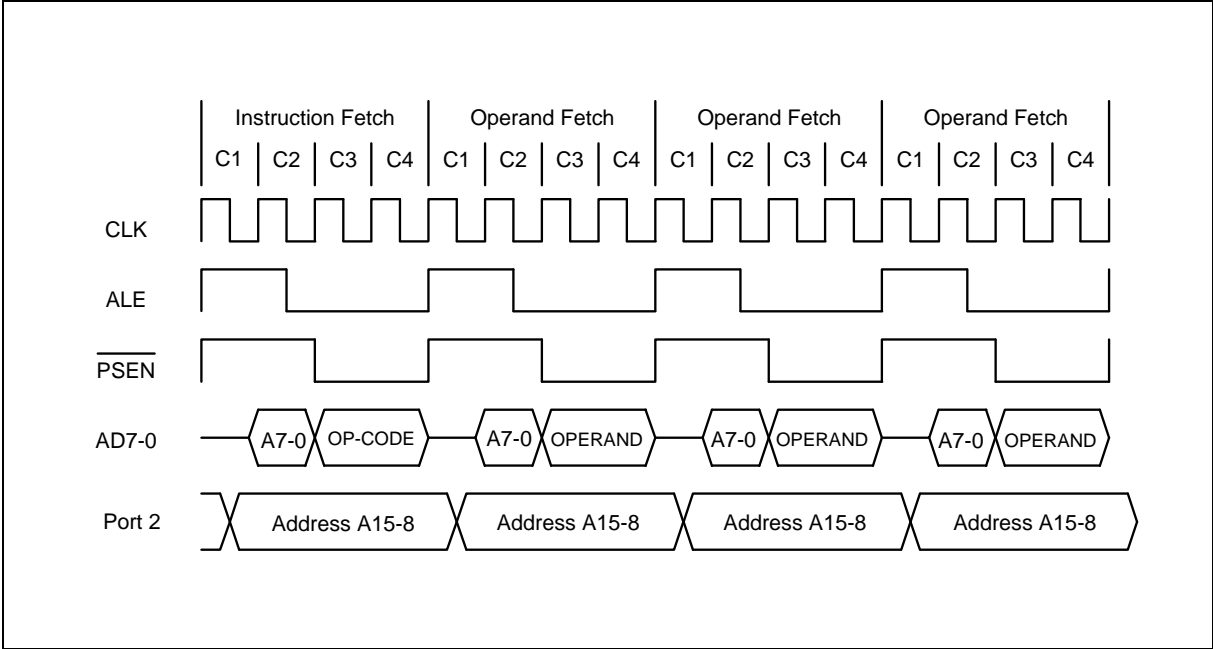 Instruction Fetch Operand Fetch Operand Fetch Operand Fetch
C1 C2 C3 C4 C1 C2 C3 C4 C1 C2 C3 C4 C1 C2 C3 C4
CLK
ALE
PSEN
AD7-0 A7-0 OP-CODE A7-0 OPERAND A7-0 OPERAND A7-0 OPERAND
Port 2 Address A15-8 Address A15-8 Address A15-8 Address A15-8